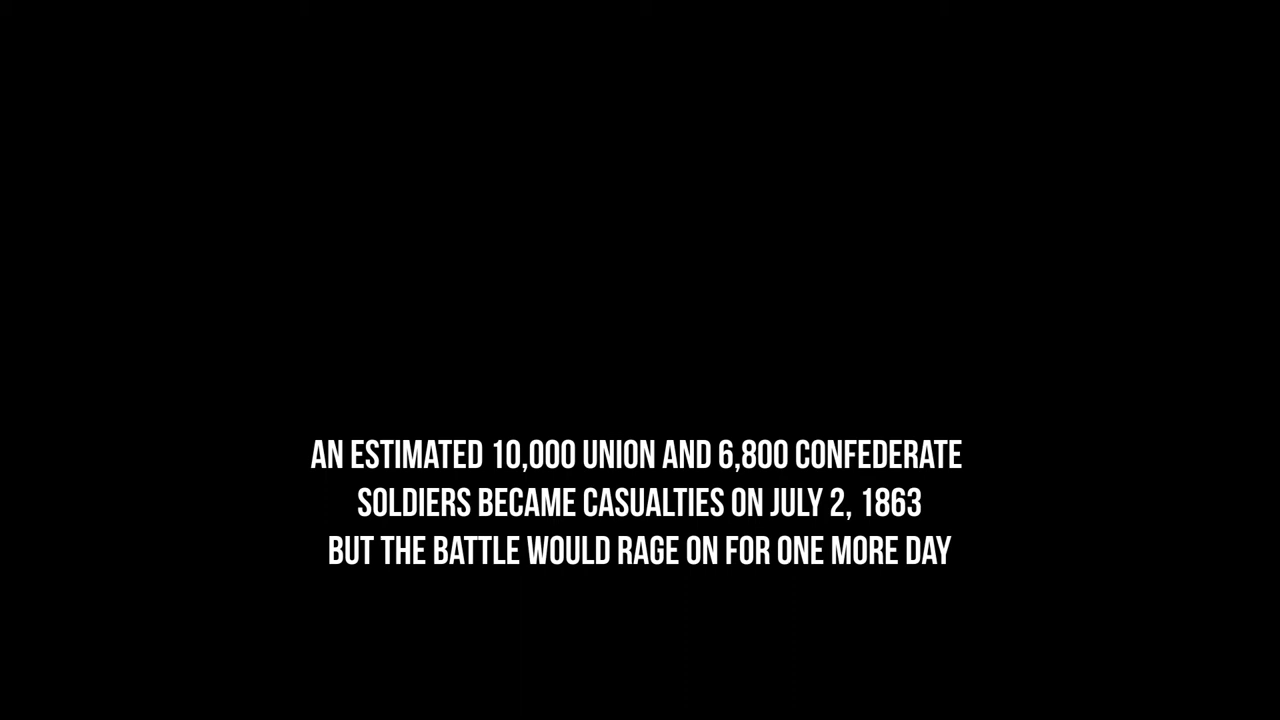 AN ESTIMATED 10,000 UNION AND 6,800 CONFEDERATE
SOLDIERS BECAME CASUALTIES ON JULY 2, 1863
BUT THE BATTLE WOULD RAGE ON FOR ONE MORE DAY